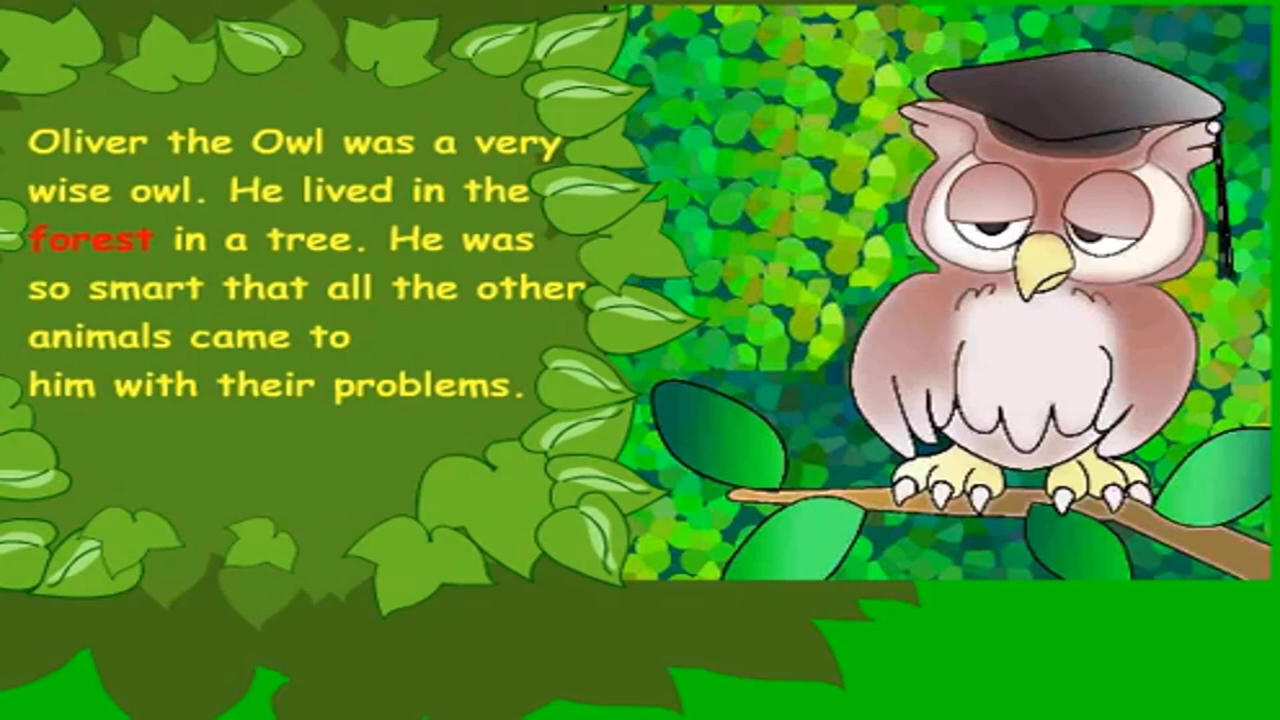 Oliver the Owl was a very
wise owl. He lived in the
forest in a tree. He was
so smart that all the other
animals came to
him with their problems.